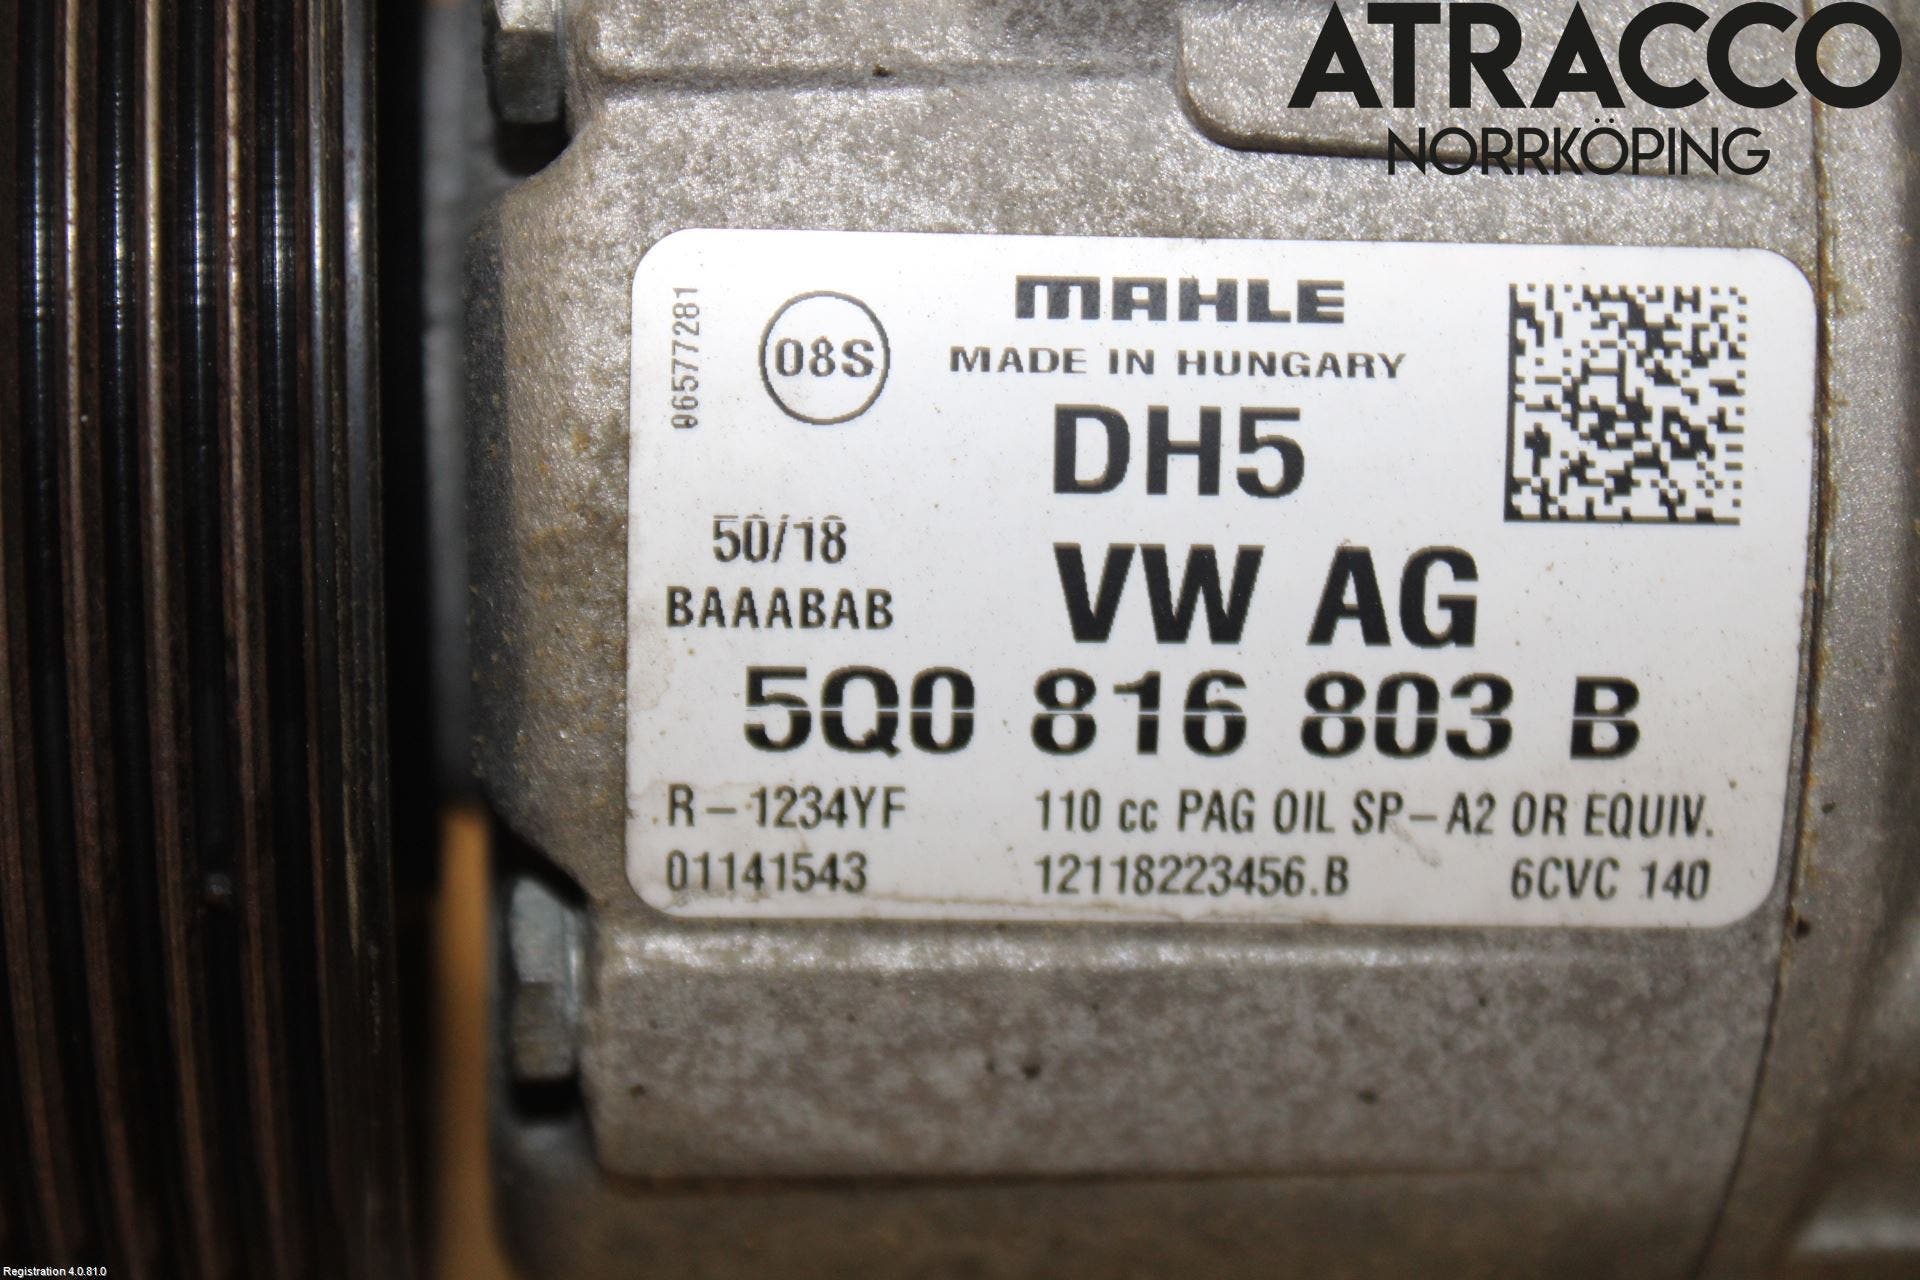 ATRACCO
NORRKÖPING
MAHLE
MADE IN HUNGARY
08S
96577281
DH5
50/18
VW AG
BAAABAB
5Q0 816 803 B
R-1234YF 110 cc PAG OIL SP-A2 OR EQUIV.
01141543 12118223456.B 6CVC 140
Registration 4.0.81.0